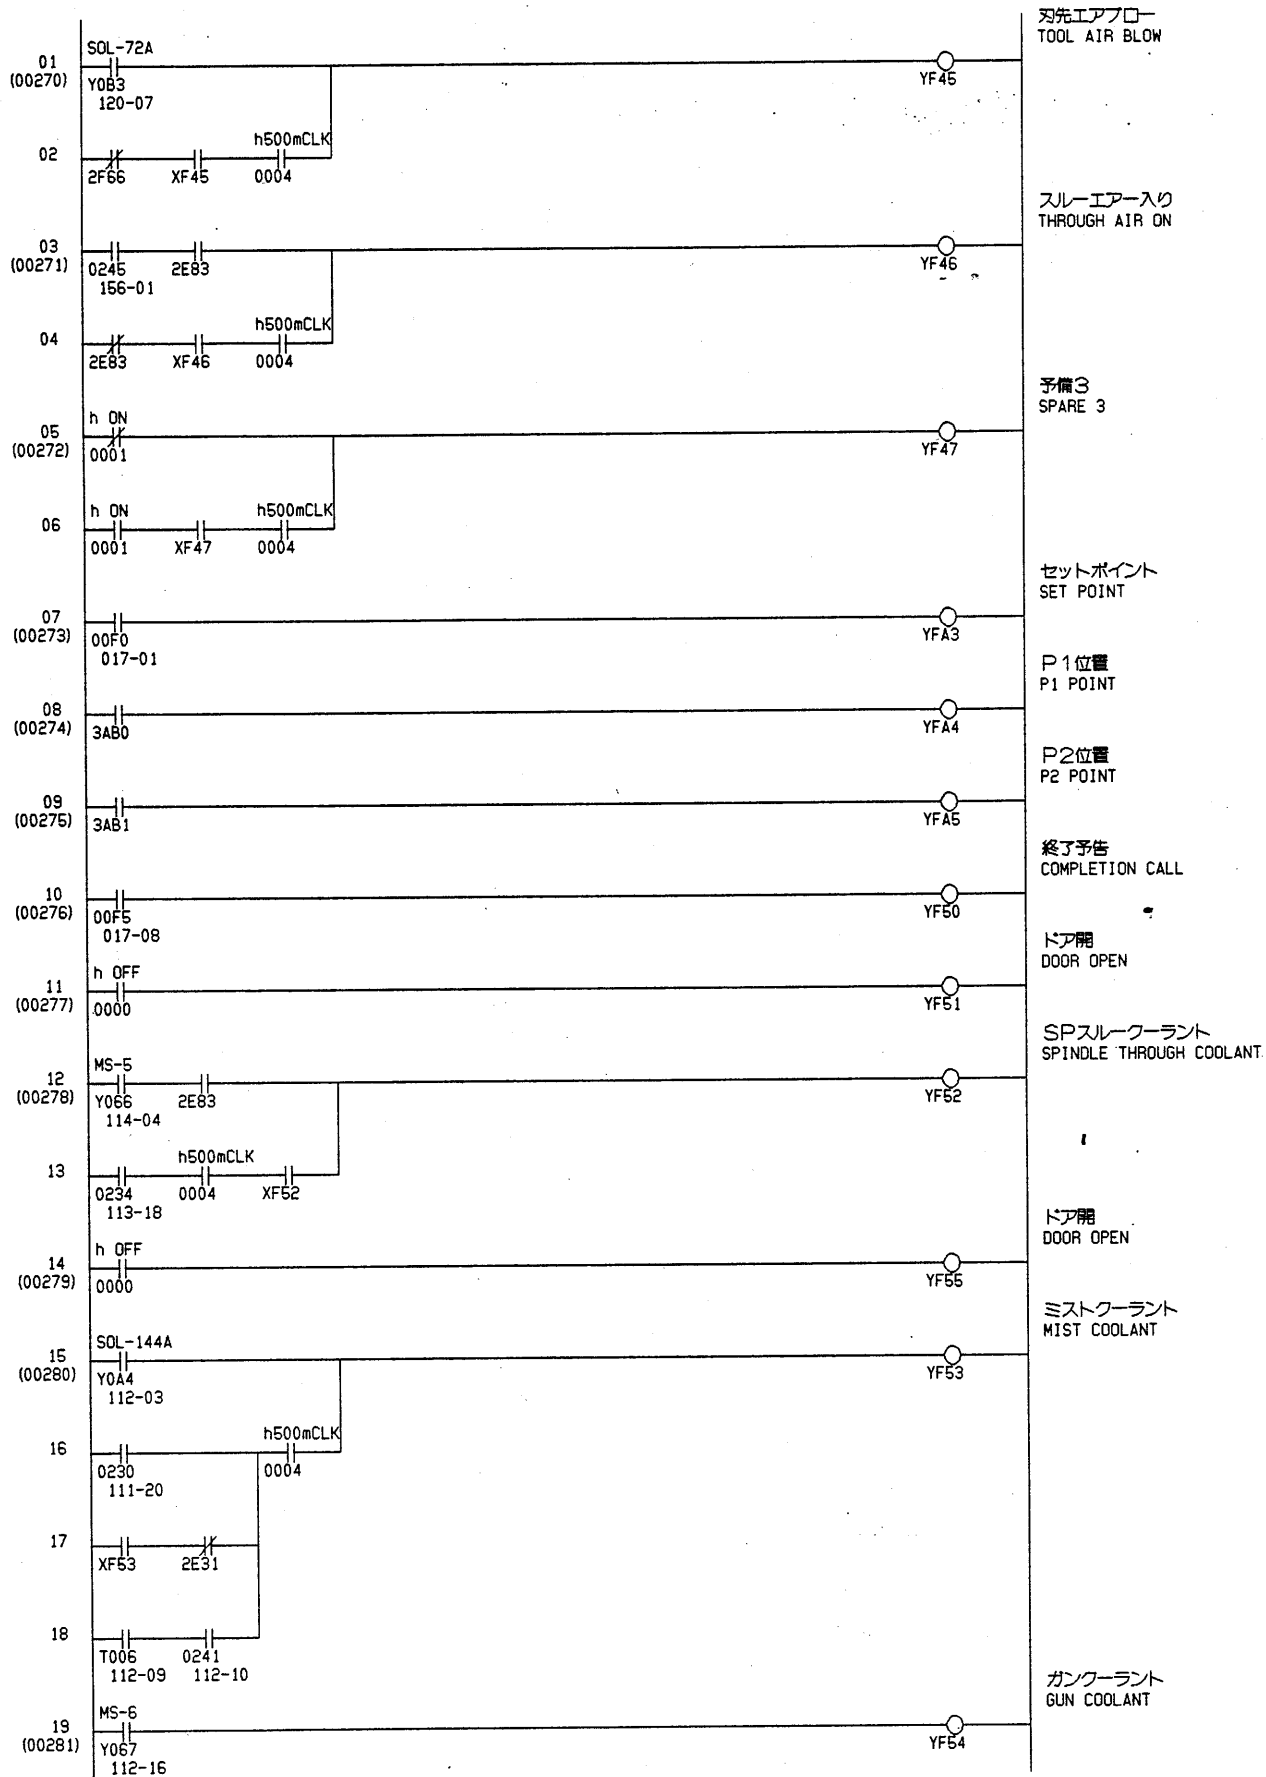 刃先エアブロー
TOOL AIR BLOW
SOL-72A
01
(00270)
Y0B3
120-07
YF45
h500mCLK
02
2F66 XF45 0004
スルーエアー入り
THROUGH AIR ON
03
(00271)
0245 2E83
156-01
YF46
h500mCLK
04
2E83 XF46 0004
予備3
SPARE 3
h ON
05
(00272)
0001
YF47
h ON h500mCLK
06
0001 XF47 0004
セットポイント
SET POINT
07
(00273)
00F0
017-01
YFA3
P1位置
P1 POINT
08
(00274)
3AB0
YFA4
P2位置
P2 POINT
09
(00275)
3AB1
YFA5
終了予告
COMPLETION CALL
10
(00276)
00F5
017-08
YF50
ドア開
DOOR OPEN
h OFF
11
(00277)
0000
YF51
SPスルークーラント
SPINDLE THROUGH COOLANT
MS-5
12
(00278)
Y066 2E83
114-04
YF52
h500mCLK
13
0234 0004 XF52
113-18
ドア開
DOOR OPEN
h OFF
14
(00279)
0000
YF55
ミストクーラント
MIST COOLANT
SOL-144A
15
(00280)
Y0A4
112-03
YF53
h500mCLK
16
0230 0004
111-20
17
XF53 2E31
18
T006 0241
112-09 112-10
ガンクーラント
GUN COOLANT
MS-6
19
(00281)
Y067
112-16
YF54